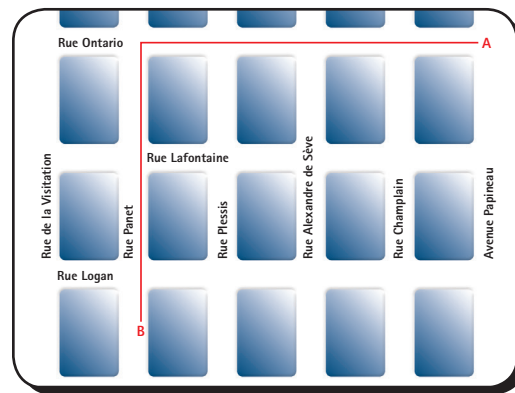 Rue Ontario
A
Rue Lafontaine
Rue de la Visitation
Rue Panet
Rue Plessis
Rue Alexandre de Sève
Rue Champlain
Avenue Papineau
Rue Logan
B